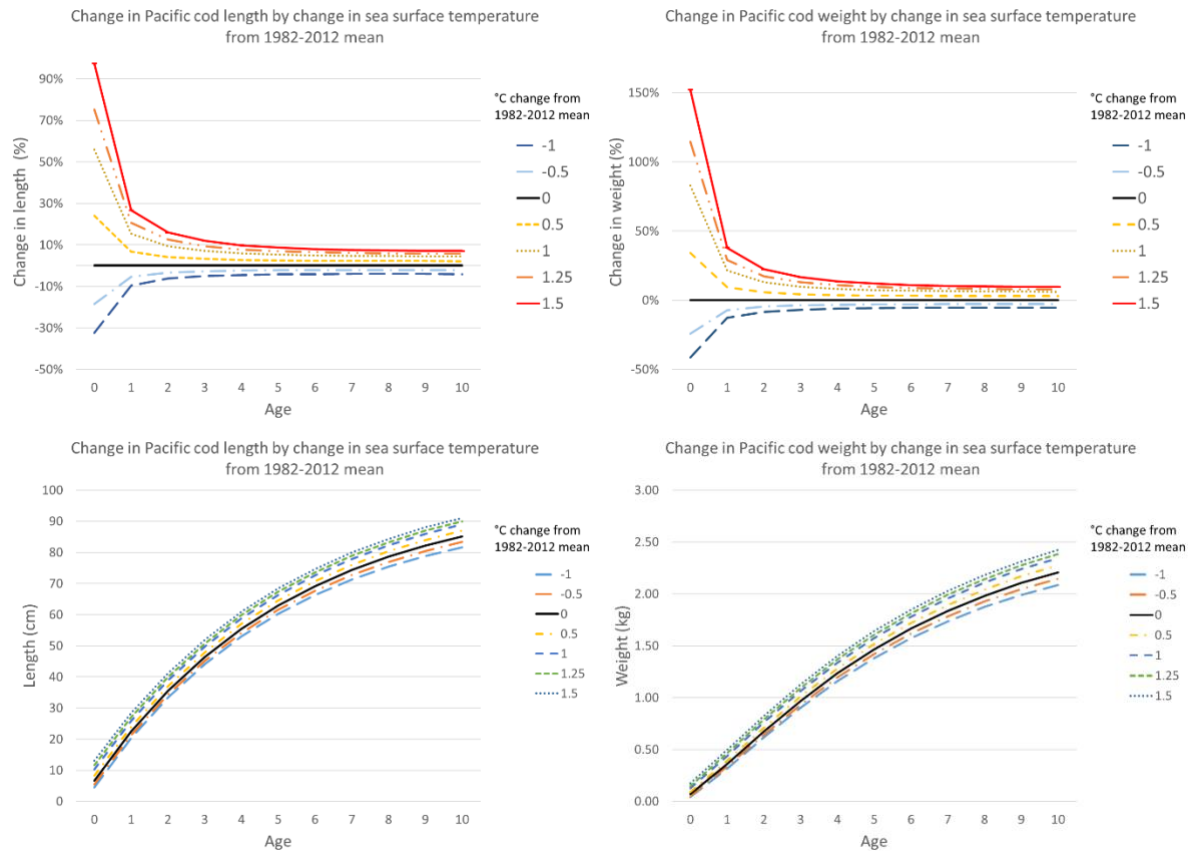 Change in Pacific cod length by change in sea surface temperature
from 1982-2012 mean
90%
70%
50%
30%
10%
-10%
-30%
-50%
Change in length (%)
0 1 2 3 4 5 6 7 8 9 10
Age
°C change from
1982-2012 mean
-1
-0.5
0
0.5
1
1.25
1.5
Change in Pacific cod weight by change in sea surface temperature
from 1982-2012 mean
150%
100%
50%
0%
-50%
Change in weight (%)
0 1 2 3 4 5 6 7 8 9 10
Age
°C change from
1982-2012 mean
-1
-0.5
0
0.5
1
1.25
1.5
Change in Pacific cod length by change in sea surface temperature
from 1982-2012 mean
100
90
80
70
60
50
40
30
20
10
0
Length (cm)
0 1 2 3 4 5 6 7 8 9 10
Age
°C change from
1982-2012 mean
-1
-0.5
0
0.5
1
1.25
1.5
Change in Pacific cod weight by change in sea surface temperature
from 1982-2012 mean
3.00
2.50
2.00
1.50
1.00
0.50
0.00
Weight (kg)
0 1 2 3 4 5 6 7 8 9 10
Age
°C change from
1982-2012 mean
-1
-0.5
0
0.5
1
1.25
1.5